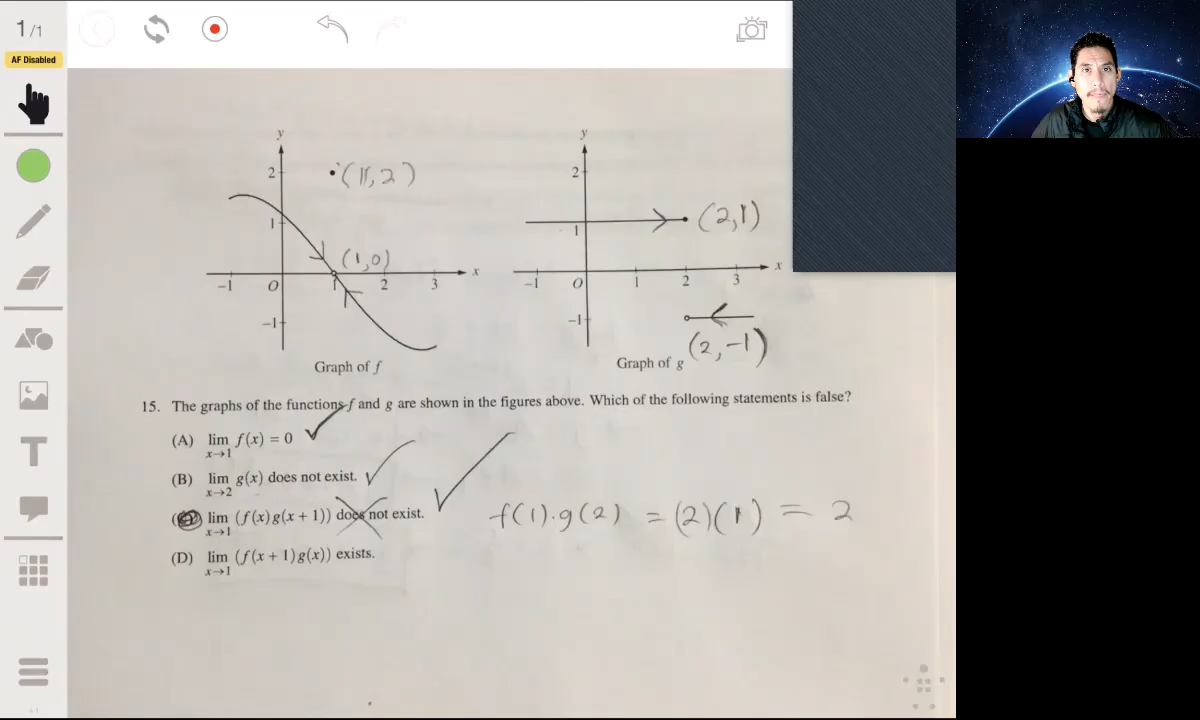 1/1
AF Disabled
y
2
(1,2)
1
(1,0)
x
-1
O
1
2
3
-1
Graph of f
y
2
(2,1)
1
x
-1
O
1
2
3
-1
(2,-1)
Graph of g
15. The graphs of the functions f and g are shown in the figures above. Which of the following statements is false?
(A) lim f(x) = 0
x→1
(B) lim g(x) does not exist.
x→2
lim (f(x)g(x + 1)) does not exist.
x→1
f(1)·g(2) = (2)(1) = 2
(D) lim (f(x + 1)g(x)) exists.
x→1
T